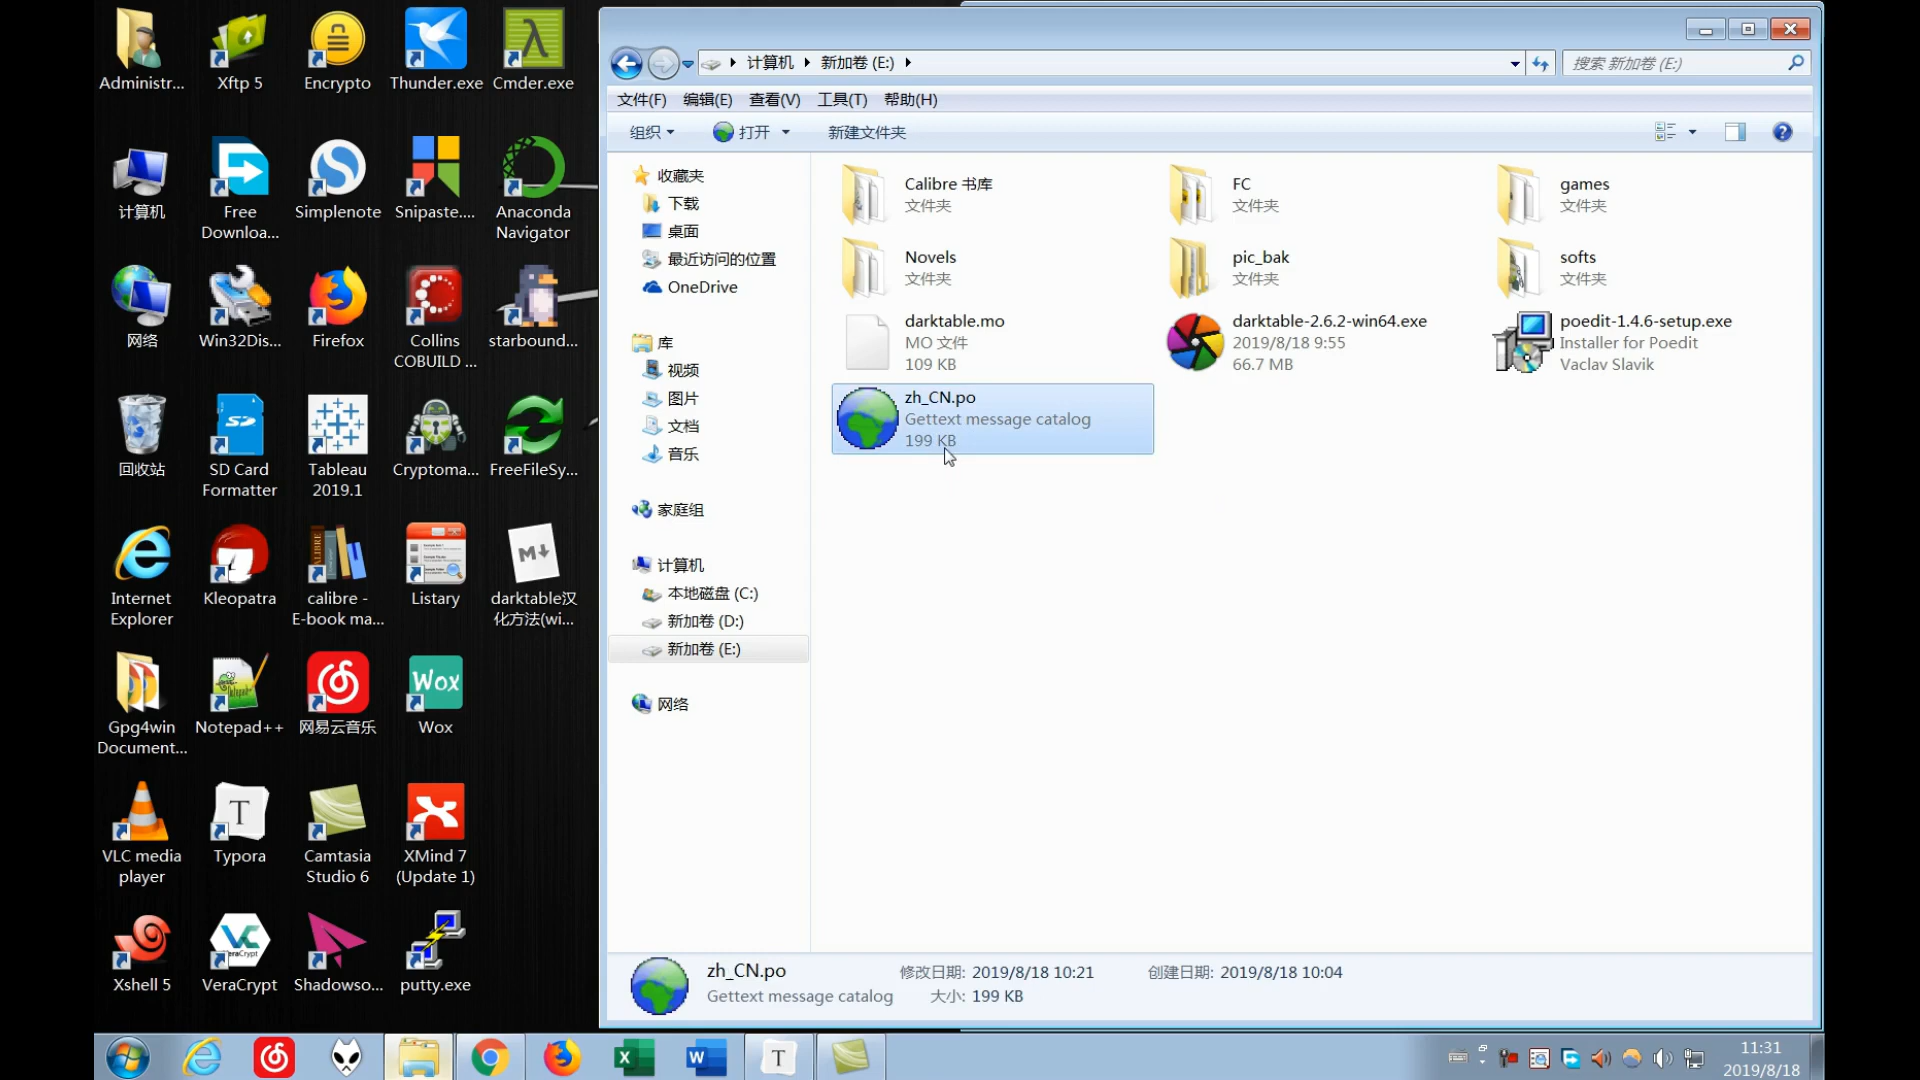 Administr...
Xftp 5
Encrypto
Thunder.exe
Cmder.exe
计算机
Free
Downloa...
Simplenote
Snipaste....
Anaconda
Navigator
网络
Win32Dis...
Firefox
Collins
COBUILD ...
starbound...
回收站
SD Card
Formatter
Tableau
2019.1
Cryptoma...
FreeFileSy...
Internet
Explorer
Kleopatra
calibre -
E-book ma...
Listary
darktable汉
化方法(wi...
Gpg4win
Document...
Notepad++
网易云音乐
Wox
Wox
VLC media
player
Typora
Camtasia
Studio 6
XMind 7
(Update 1)
Xshell 5
VeraCrypt
Shadowso...
putty.exe
计算机
新加卷 (E:)
搜索 新加卷 (E:)
文件(F)
编辑(E)
查看(V)
工具(T)
帮助(H)
组织
打开
新建文件夹
收藏夹
下载
桌面
最近访问的位置
OneDrive
库
视频
图片
文档
音乐
家庭组
计算机
本地磁盘 (C:)
新加卷 (D:)
新加卷 (E:)
网络
Calibre 书库
文件夹
FC
文件夹
games
文件夹
Novels
文件夹
pic_bak
文件夹
softs
文件夹
darktable.mo
MO 文件
109 KB
darktable-2.6.2-win64.exe
2019/8/18 9:55
66.7 MB
poedit-1.4.6-setup.exe
Installer for Poedit
Vaclav Slavik
zh_CN.po
Gettext message catalog
199 KB
zh_CN.po
修改日期: 2019/8/18 10:21
创建日期: 2019/8/18 10:04
Gettext message catalog
大小: 199 KB
11:31
2019/8/18